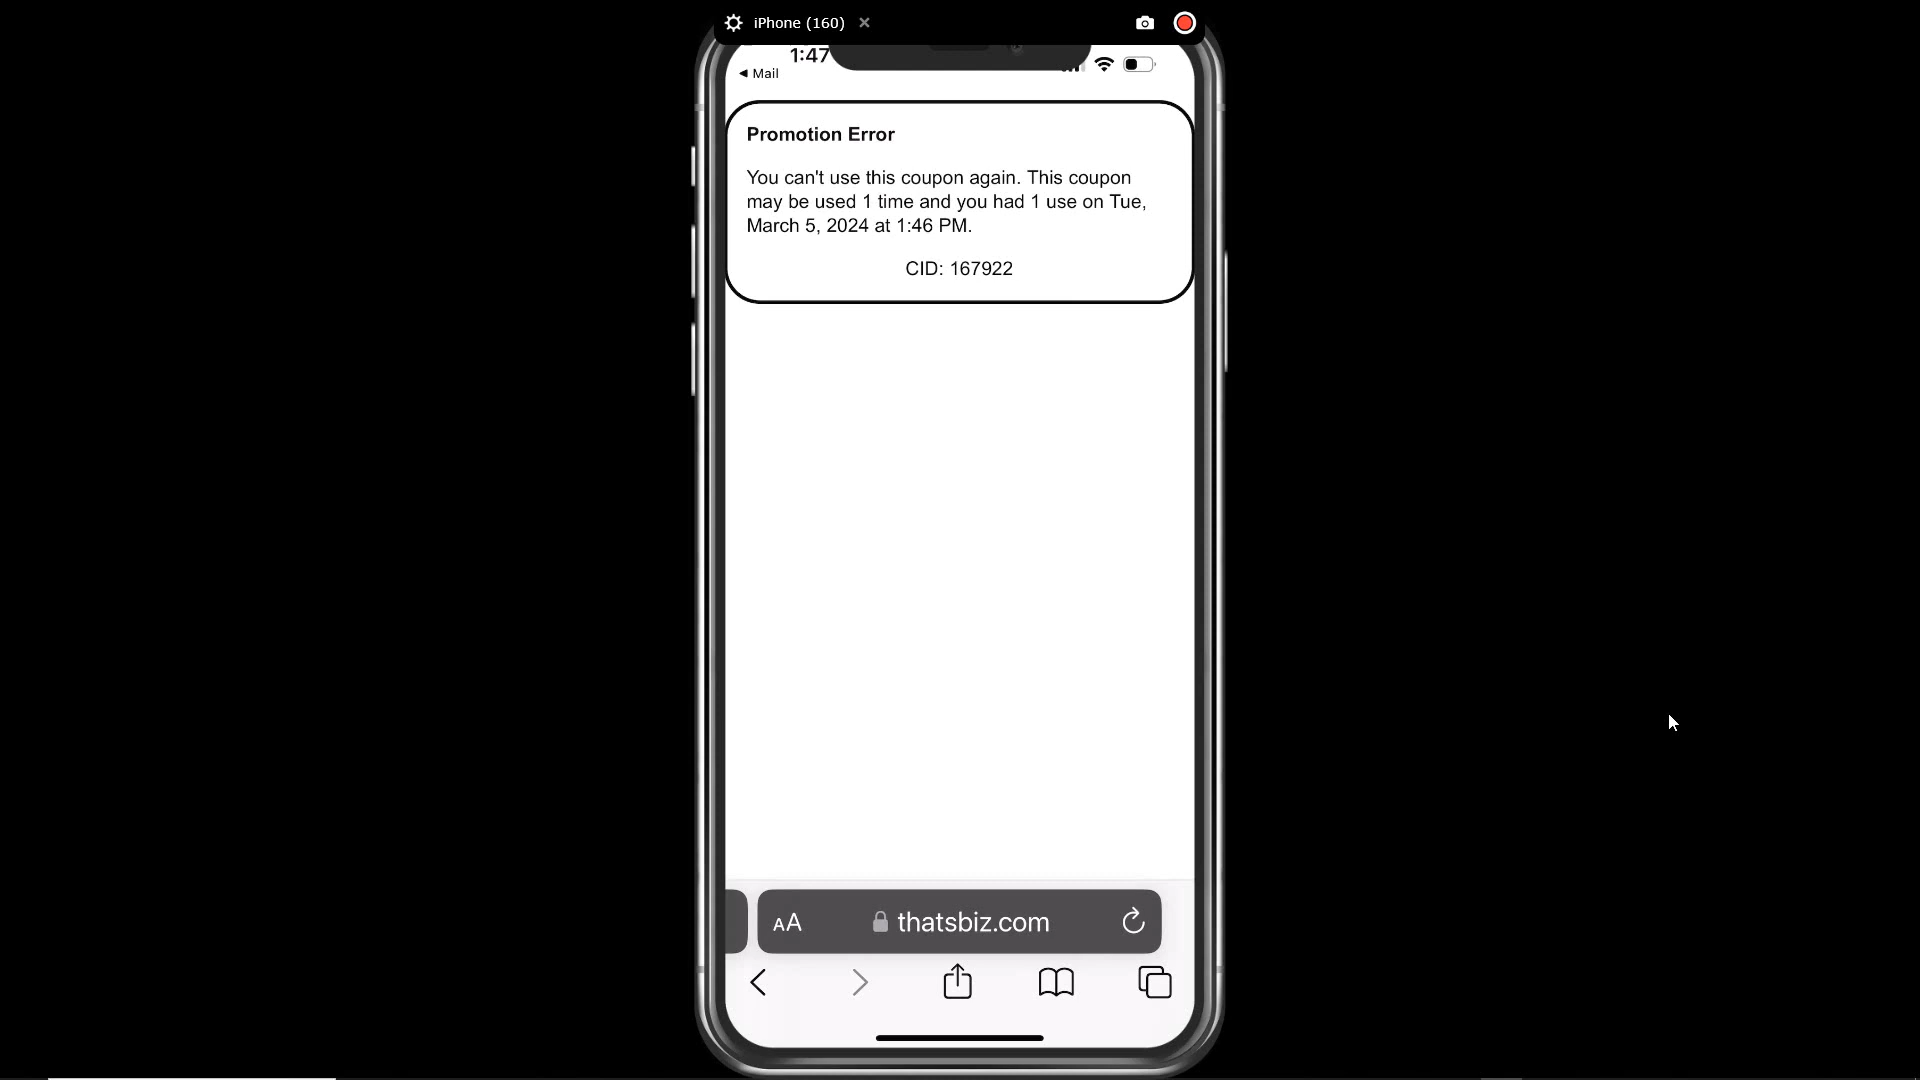 iPhone (160)
1:47
Mail
Promotion Error
You can't use this coupon again. This coupon
may be used 1 time and you had 1 use on Tue,
March 5, 2024 at 1:46 PM.
CID: 167922
AA
thatsbiz.com